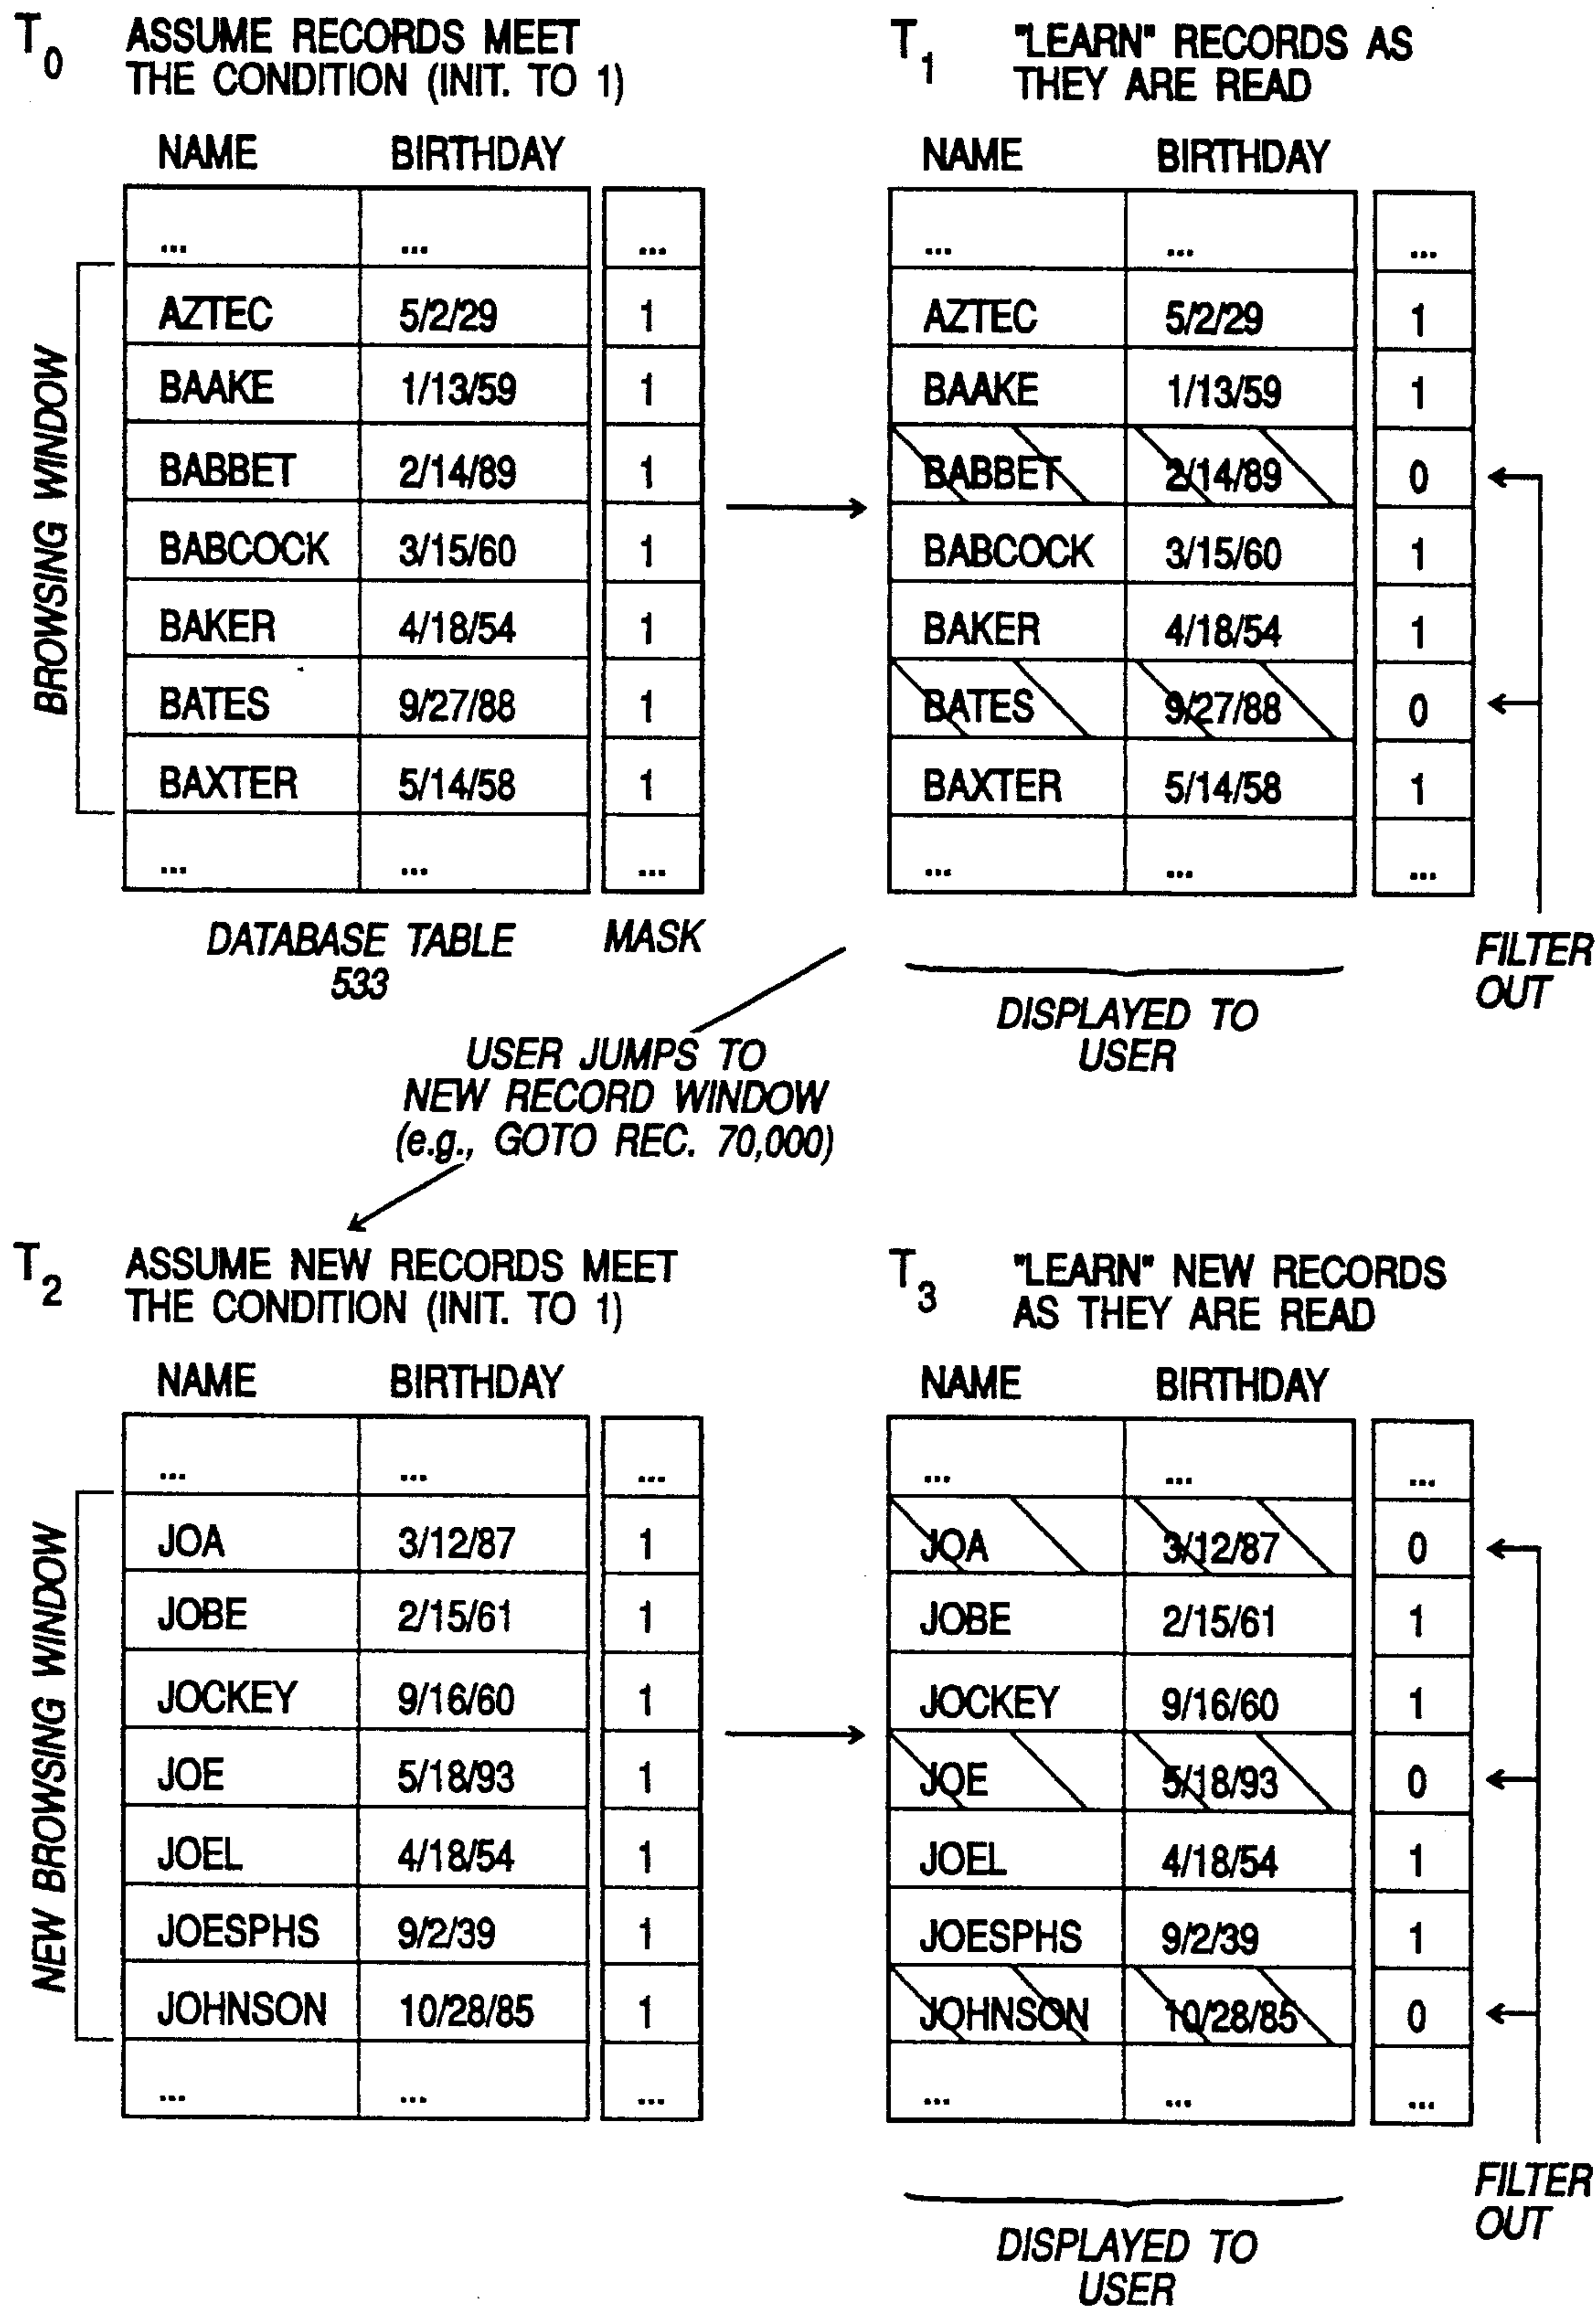 T0 ASSUME RECORDS MEET
THE CONDITION (INIT. TO 1)
NAME BIRTHDAY
... ... ...
AZTEC 5/2/29 1
BAAKE 1/13/59 1
BABBET 2/14/89 1
BABCOCK 3/15/60 1
BAKER 4/18/54 1
BATES 9/27/88 1
BAXTER 5/14/58 1
... ... ...
BROWSING WINDOW
DATABASE TABLE MASK
533
T1 "LEARN" RECORDS AS
THEY ARE READ
NAME BIRTHDAY
... ... ...
AZTEC 5/2/29 1
BAAKE 1/13/59 1
BABBET 2/14/89 0
BABCOCK 3/15/60 1
BAKER 4/18/54 1
BATES 9/27/88 0
BAXTER 5/14/58 1
... ... ...
FILTER
OUT
DISPLAYED TO
USER
USER JUMPS TO
NEW RECORD WINDOW
(e.g., GOTO REC. 70,000)
T2 ASSUME NEW RECORDS MEET
THE CONDITION (INIT. TO 1)
NAME BIRTHDAY
... ... ...
JOA 3/12/87 1
JOBE 2/15/61 1
JOCKEY 9/16/60 1
JOE 5/18/93 1
JOEL 4/18/54 1
JOESPHS 9/2/39 1
JOHNSON 10/28/85 1
... ... ...
NEW BROWSING WINDOW
T3 "LEARN" NEW RECORDS
AS THEY ARE READ
NAME BIRTHDAY
... ... ...
JOA 3/12/87 0
JOBE 2/15/61 1
JOCKEY 9/16/60 1
JOE 5/18/93 0
JOEL 4/18/54 1
JOESPHS 9/2/39 1
JOHNSON 10/28/85 0
... ... ...
FILTER
OUT
DISPLAYED TO
USER